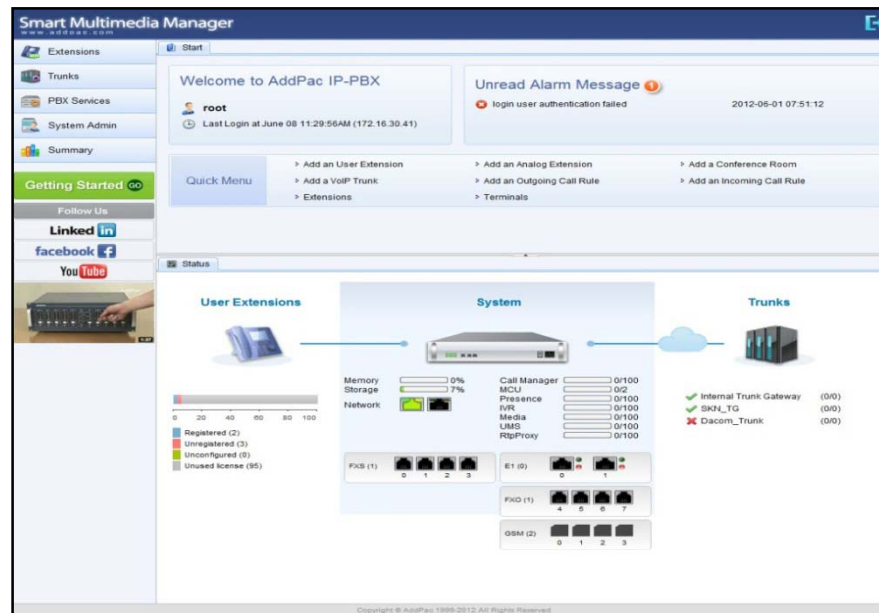 Smart Multimedia Manager
www.addpac.com
Extensions
Trunks
PBX Services
System Admin
Summary
Getting Started GO
Follow Us
Linked in
facebook f
You Tube
Start
Welcome to AddPac IP-PBX
root
Last Login at June 08 11:29:56AM (172.16.30.41)
Unread Alarm Message 1
login user authentication failed 2012-06-01 07:51:12
Quick Menu
Add an User Extension
Add an Analog Extension
Add a Conference Room
Add a VoIP Trunk
Add an Outgoing Call Rule
Add an Incoming Call Rule
Extensions
Terminals
Status
User Extensions
0 20 40 60 80 100
Registered (2)
Unregistered (3)
Unconfigured (0)
Unused license (95)
System
Memory 0%
Storage 7%
Network
Call Manager 0/100
MCU 0/2
Presence 0/100
IVR 0/100
Media 0/100
UMS 0/100
RtpProxy 0/100
FXS (1)
0 1 2 3
E1 (0)
0 1
FXO (1)
4 5 6 7
GSM (2)
0 1 2 3
Trunks
Internal Trunk Gateway (0/0)
SKN_TG (0/0)
Dacom_Trunk (0/0)
Copyright © AddPac 1999-2012 All Rights Reserved